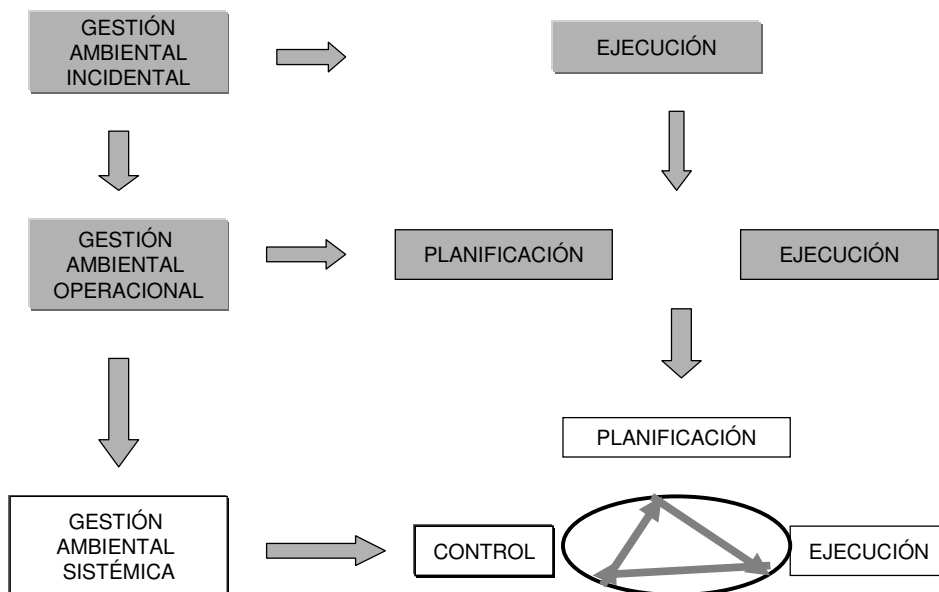 GESTIÓN
AMBIENTAL
INCIDENTAL
EJECUCIÓN
GESTIÓN
AMBIENTAL
OPERACIONAL
PLANIFICACIÓN
EJECUCIÓN
PLANIFICACIÓN
GESTIÓN
AMBIENTAL
SISTÉMICA
CONTROL
EJECUCIÓN